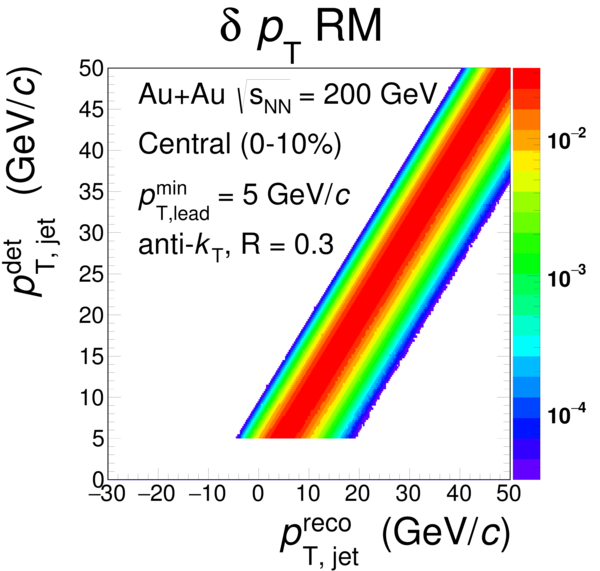 δ p_T RM
Au+Au √s_NN = 200 GeV
Central (0-10%)
p_T,lead^min = 5 GeV/c
anti-k_T, R = 0.3
p_T, jet^det (GeV/c)
50
45
40
35
30
25
20
15
10
5
0
−30 −20 −10 0 10 20 30 40 50
p_T, jet^reco (GeV/c)
10^−2
10^−3
10^−4